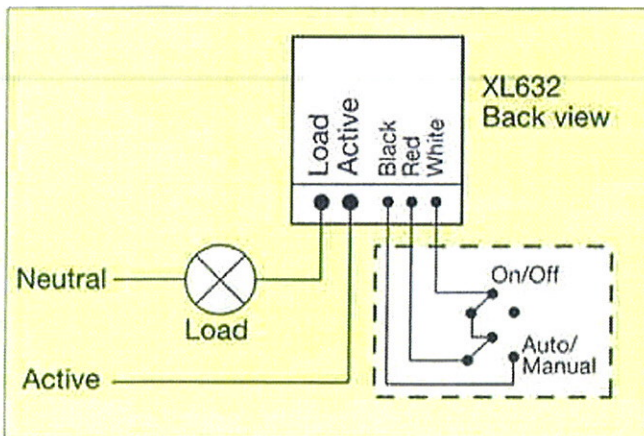 XL632
Back view
Load
Active
Black
Red
White
Neutral
Load
Active
On/Off
Auto/
Manual